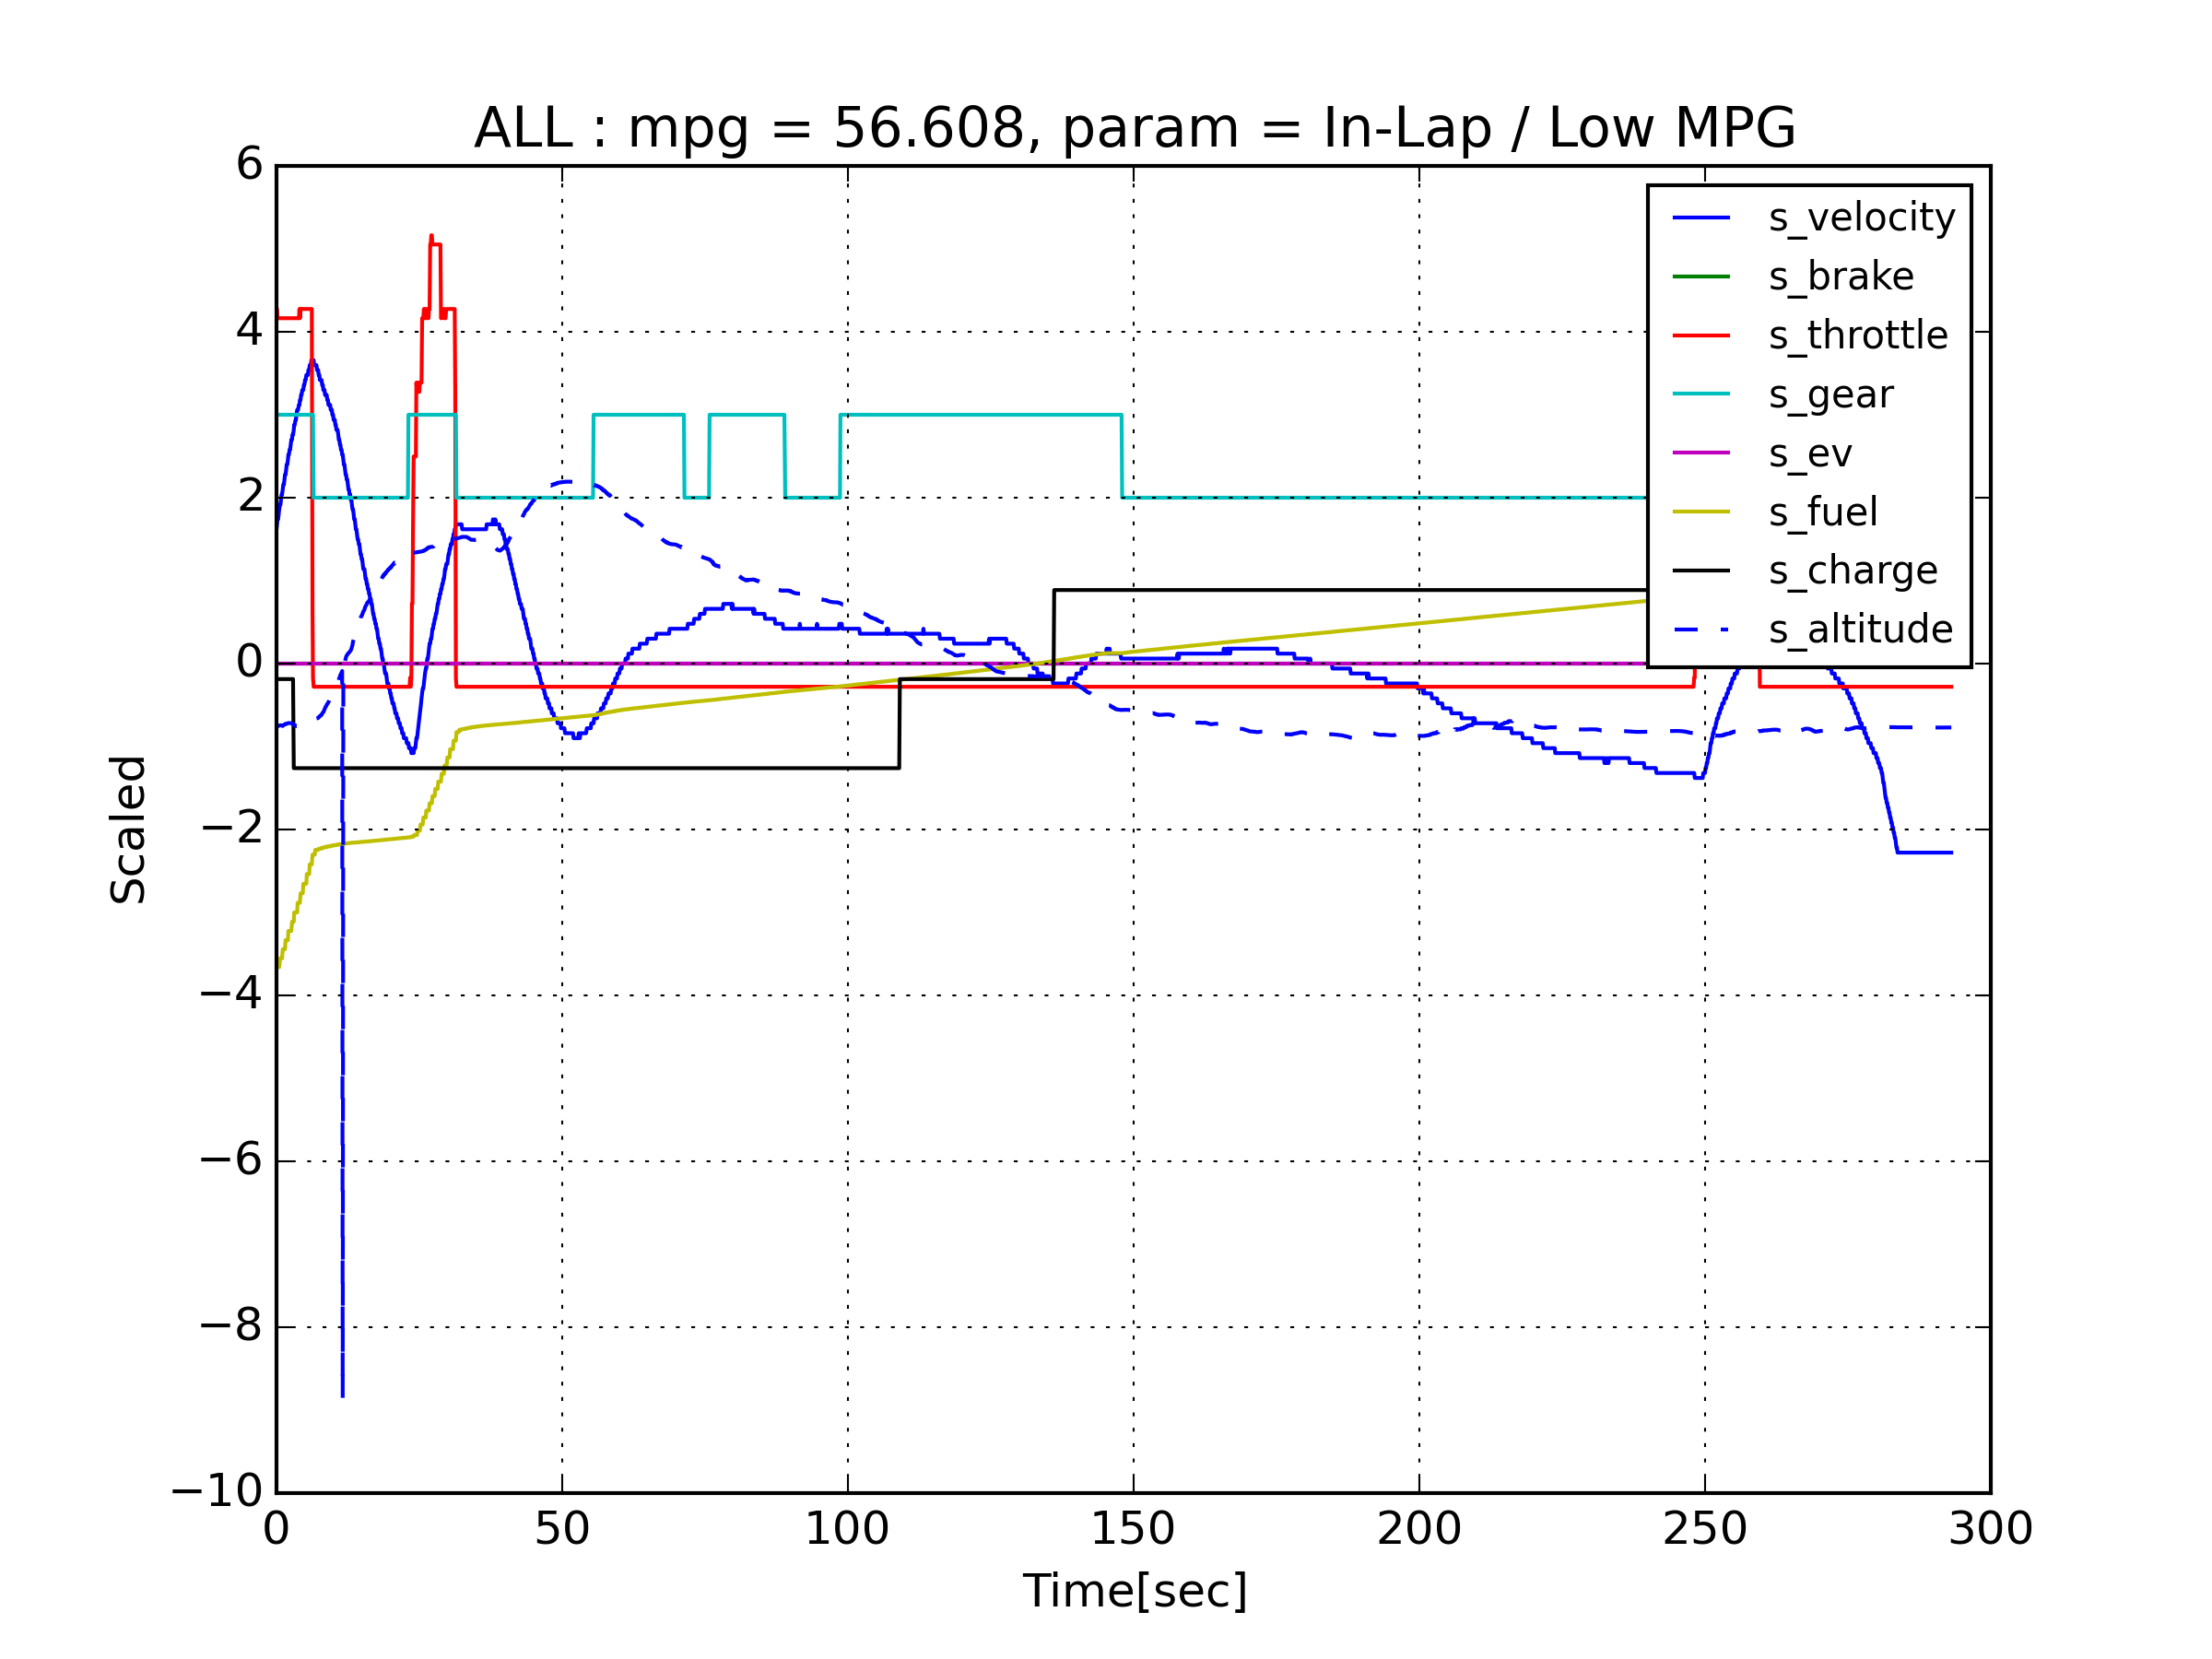 ALL : mpg = 56.608, param = In-Lap / Low MPG
6
4
2
0
−2
−4
−6
−8
−10
Scaled
s_velocity
s_brake
s_throttle
s_gear
s_ev
s_fuel
s_charge
s_altitude
0 50 100 150 200 250 300
Time[sec]